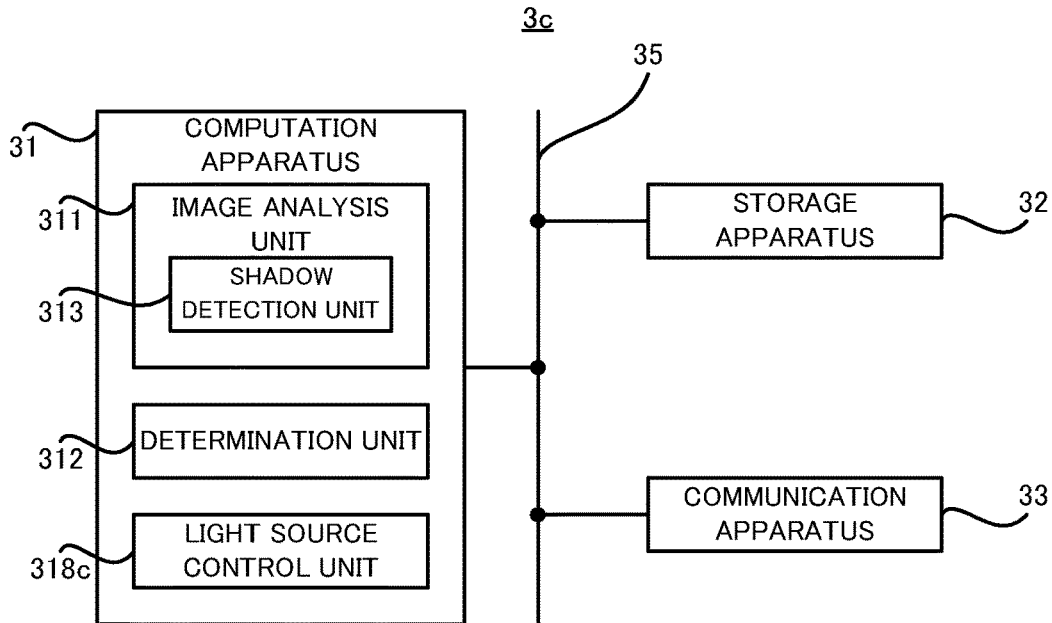 3c
35
31
COMPUTATION
APPARATUS
311
IMAGE ANALYSIS
UNIT
313
SHADOW
DETECTION UNIT
312
DETERMINATION UNIT
318c
LIGHT SOURCE
CONTROL UNIT
STORAGE
APPARATUS
32
COMMUNICATION
APPARATUS
33